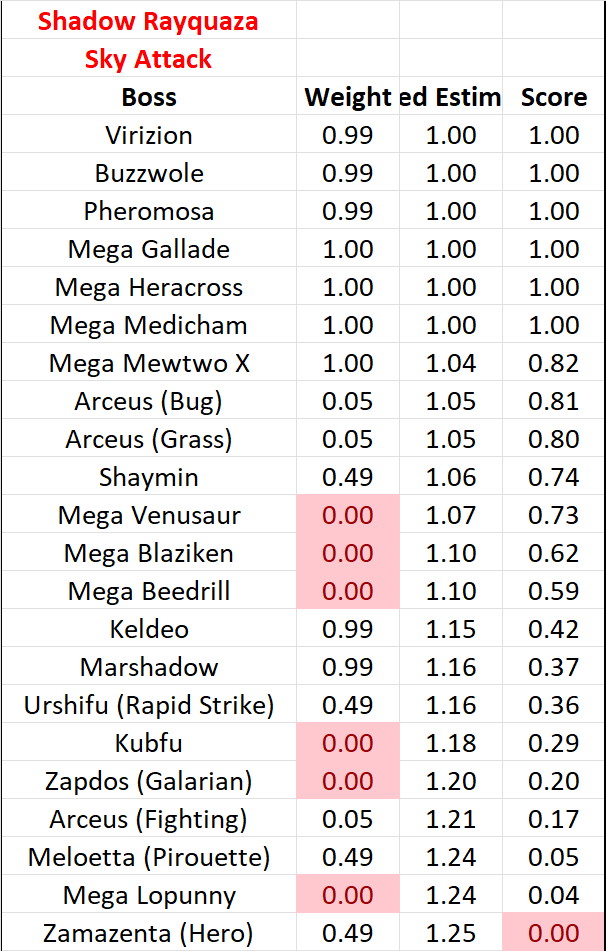 Shadow Rayquaza
Sky Attack
Boss Weight ed Estim Score
Virizion 0.99 1.00 1.00
Buzzwole 0.99 1.00 1.00
Pheromosa 0.99 1.00 1.00
Mega Gallade 1.00 1.00 1.00
Mega Heracross 1.00 1.00 1.00
Mega Medicham 1.00 1.00 1.00
Mega Mewtwo X 1.00 1.04 0.82
Arceus (Bug) 0.05 1.05 0.81
Arceus (Grass) 0.05 1.05 0.80
Shaymin 0.49 1.06 0.74
Mega Venusaur 0.00 1.07 0.73
Mega Blaziken 0.00 1.10 0.62
Mega Beedrill 0.00 1.10 0.59
Keldeo 0.99 1.15 0.42
Marshadow 0.99 1.16 0.37
Urshifu (Rapid Strike) 0.49 1.16 0.36
Kubfu 0.00 1.18 0.29
Zapdos (Galarian) 0.00 1.20 0.20
Arceus (Fighting) 0.05 1.21 0.17
Meloetta (Pirouette) 0.49 1.24 0.05
Mega Lopunny 0.00 1.24 0.04
Zamazenta (Hero) 0.49 1.25 0.00